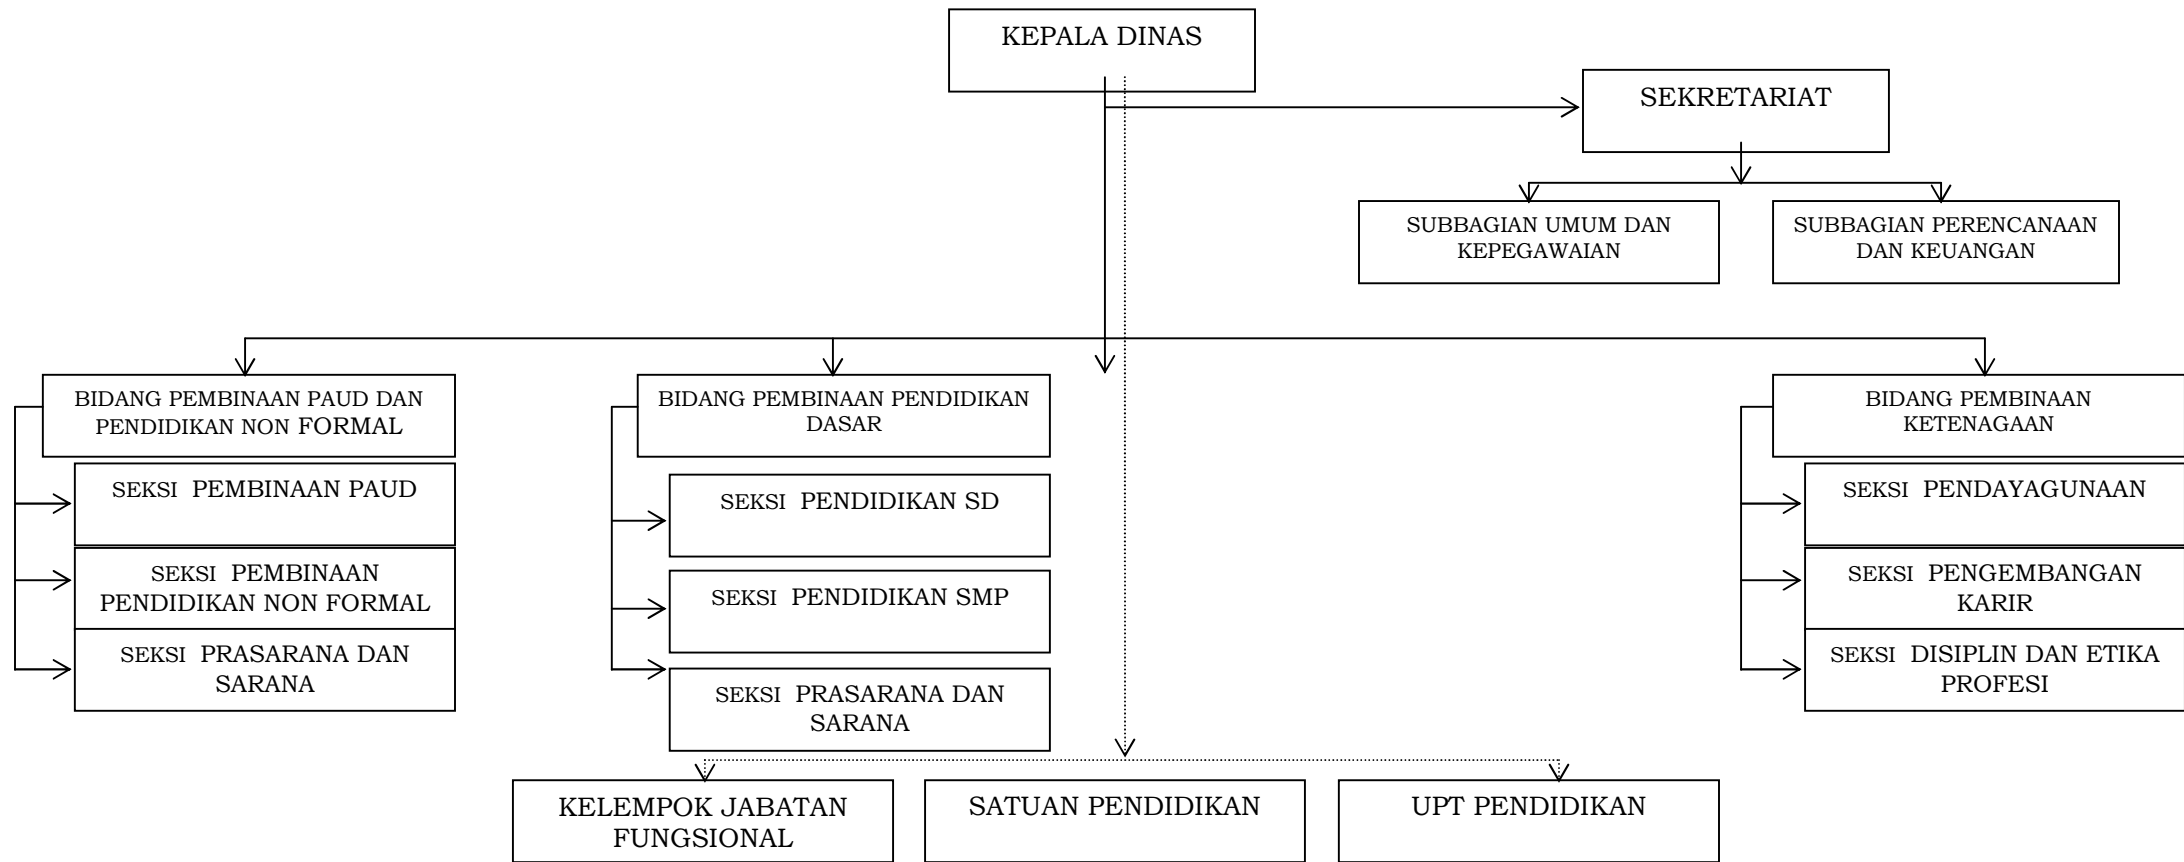 KEPALA DINAS
SEKRETARIAT
SUBBAGIAN UMUM DAN
KEPEGAWAIAN
SUBBAGIAN PERENCANAAN
DAN KEUANGAN
BIDANG PEMBINAAN PAUD DAN
PENDIDIKAN NON FORMAL
SEKSI PEMBINAAN PAUD
SEKSI PEMBINAAN
PENDIDIKAN NON FORMAL
SEKSI PRASARANA DAN
SARANA
BIDANG PEMBINAAN PENDIDIKAN
DASAR
SEKSI PENDIDIKAN SD
SEKSI PENDIDIKAN SMP
SEKSI PRASARANA DAN
SARANA
BIDANG PEMBINAAN
KETENAGAAN
SEKSI PENDAYAGUNAAN
SEKSI PENGEMBANGAN
KARIR
SEKSI DISIPLIN DAN ETIKA
PROFESI
KELEMPOK JABATAN
FUNGSIONAL
SATUAN PENDIDIKAN
UPT PENDIDIKAN